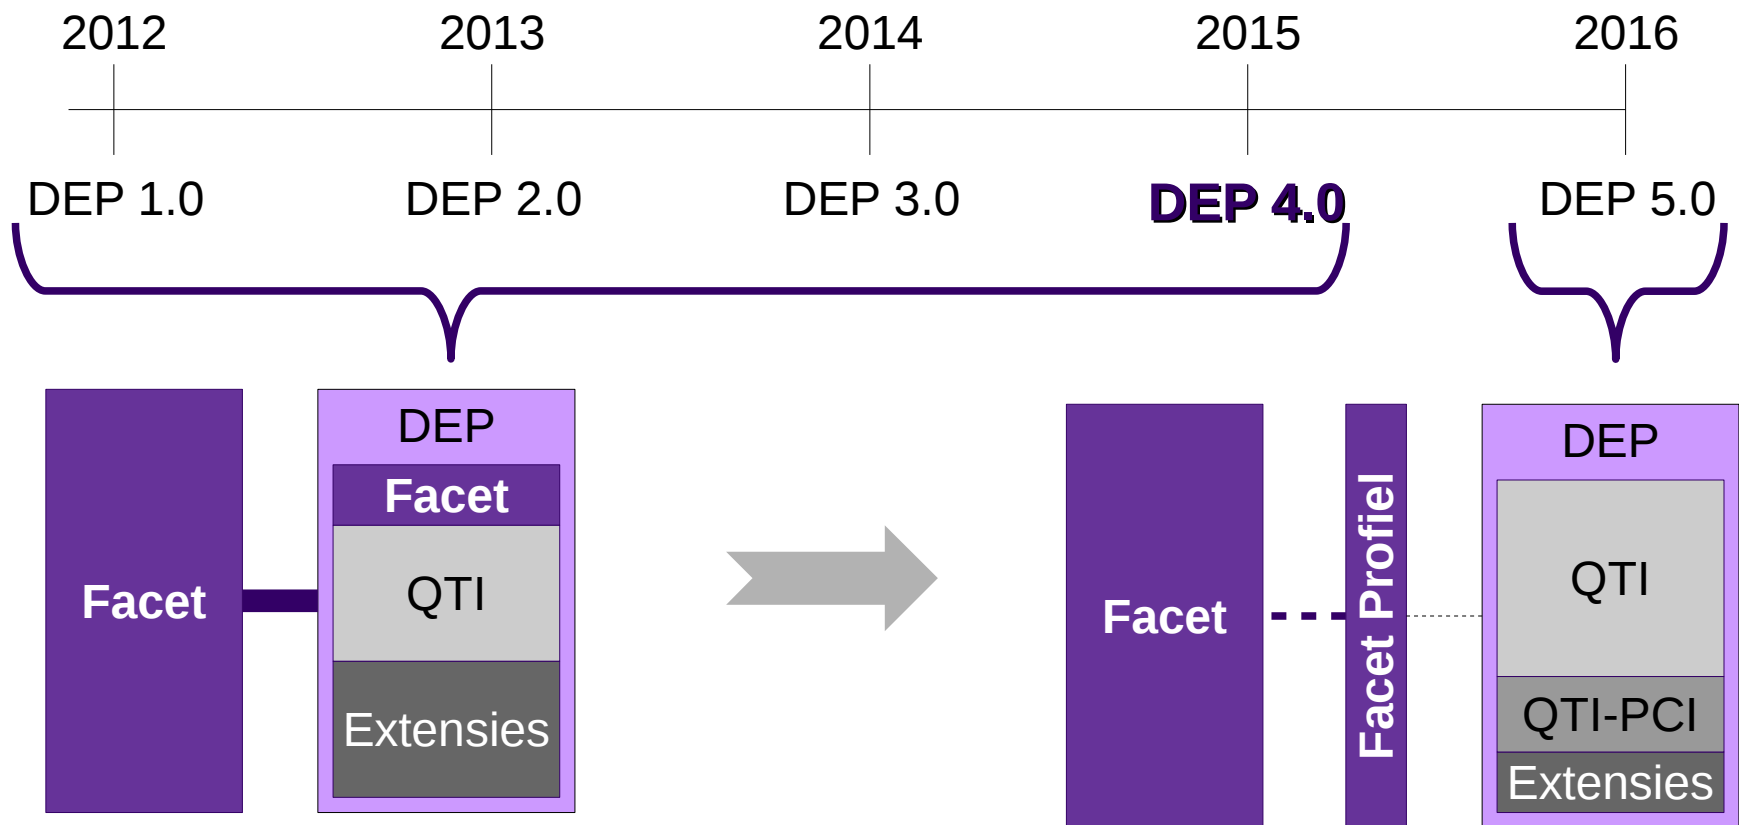 2012 2013 2014 2015 2016
DEP 1.0 DEP 2.0 DEP 3.0 DEP 4.0 DEP 5.0
Facet
DEP
Facet
QTI
Extensies
Facet
Facet Profiel
DEP
QTI
QTI-PCI
Extensies